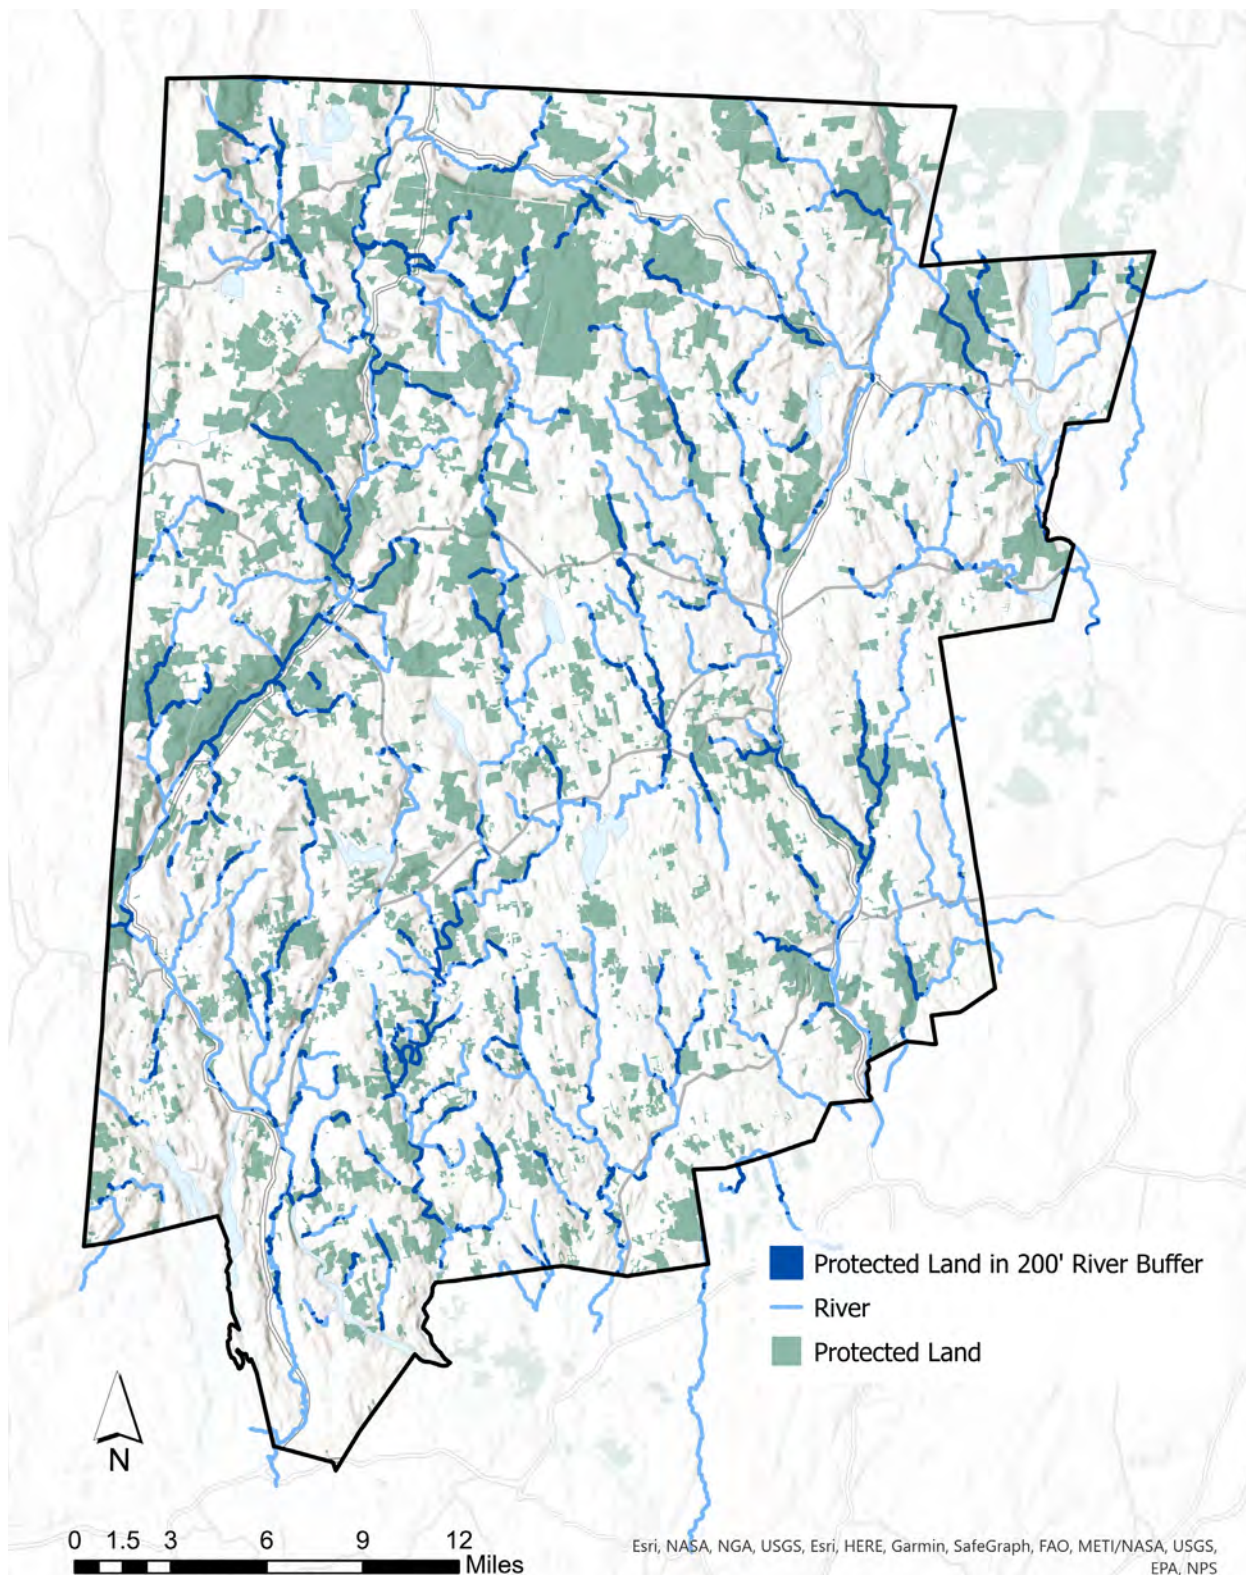 Protected Land in 200' River Buffer
River
Protected Land
N
0 1.5 3 6 9 12
Miles
Esri, NASA, NGA, USGS, Esri, HERE, Garmin, SafeGraph, FAO, METI/NASA, USGS,
EPA, NPS